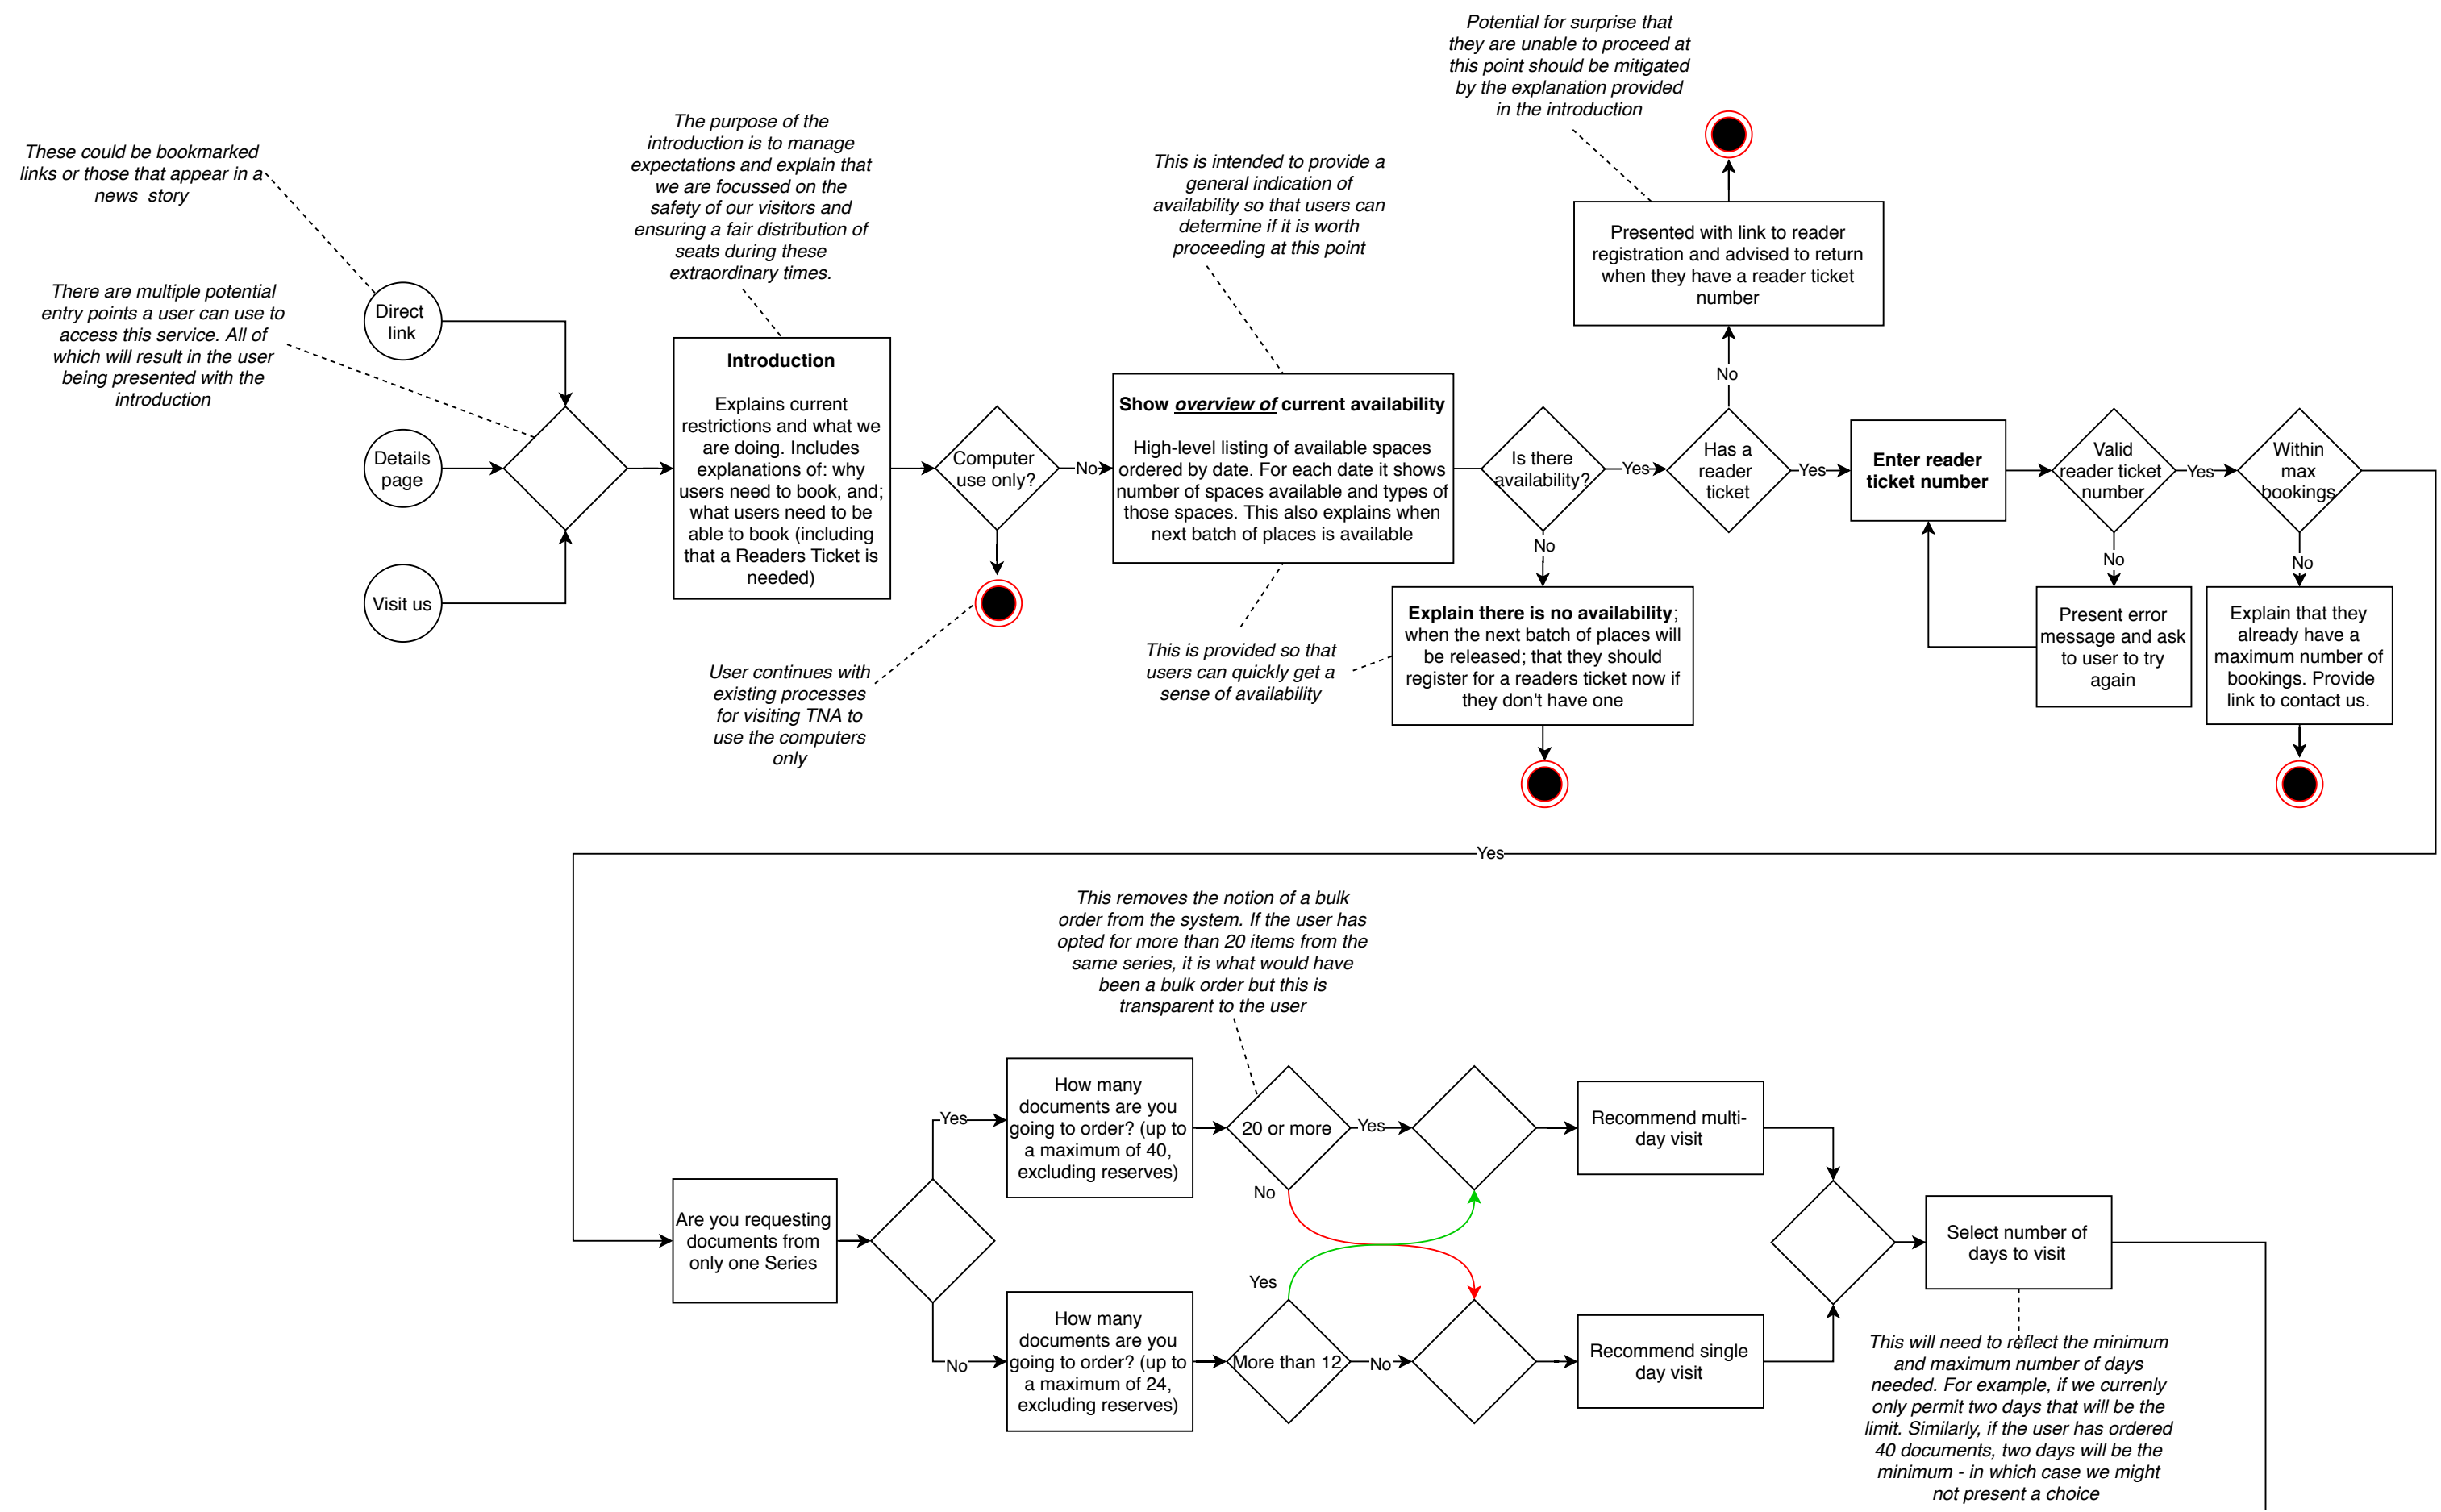 Potential for surprise that
they are unable to proceed at
this point should be mitigated
by the explanation provided
in the introduction
The purpose of the
introduction is to manage
expectations and explain that
we are focussed on the
safety of our visitors and
ensuring a fair distribution of
seats during these
extraordinary times.
These could be bookmarked
links or those that appear in a
news  story
This is intended to provide a
general indication of
availability so that users can
determine if it is worth
proceeding at this point
Presented with link to reader
registration and advised to return
when they have a reader ticket
number
There are multiple potential
entry points a user can use to
access this service. All of
which will result in the user
being presented with the
introduction
Direct
link
Details
page
Visit us
Introduction
Explains current
restrictions and what we
are doing. Includes
explanations of: why
users need to book, and;
what users need to be
able to book (including
that a Readers Ticket is
needed)
Computer
use only?
No
User continues with
existing processes
for visiting TNA to
use the computers
only
Show overview of current availability
High-level listing of available spaces
ordered by date. For each date it shows
number of spaces available and types of
those spaces. This also explains when
next batch of places is available
This is provided so that
users can quickly get a
sense of availability
Is there
availability?
Yes
No
Explain there is no availability;
when the next batch of places will
be released; that they should
register for a readers ticket now if
they don't have one
Has a
reader
ticket
No
Yes
Enter reader
ticket number
Valid
reader ticket
number
Yes
No
Present error
message and ask
to user to try
again
Within
max
bookings
No
Explain that they
already have a
maximum number of
bookings. Provide
link to contact us.
Yes
This removes the notion of a bulk
order from the system. If the user has
opted for more than 20 items from the
same series, it is what would have
been a bulk order but this is
transparent to the user
Are you requesting
documents from
only one Series
Yes
How many
documents are you
going to order? (up to
a maximum of 40,
excluding reserves)
20 or more
Yes
No
Recommend multi-
day visit
No
How many
documents are you
going to order? (up to
a maximum of 24,
excluding reserves)
Yes
More than 12
No
Recommend single
day visit
Select number of
days to visit
This will need to reflect the minimum
and maximum number of days
needed. For example, if we currenly
only permit two days that will be the
limit. Similarly, if the user has ordered
40 documents, two days will be the
minimum - in which case we might
not present a choice